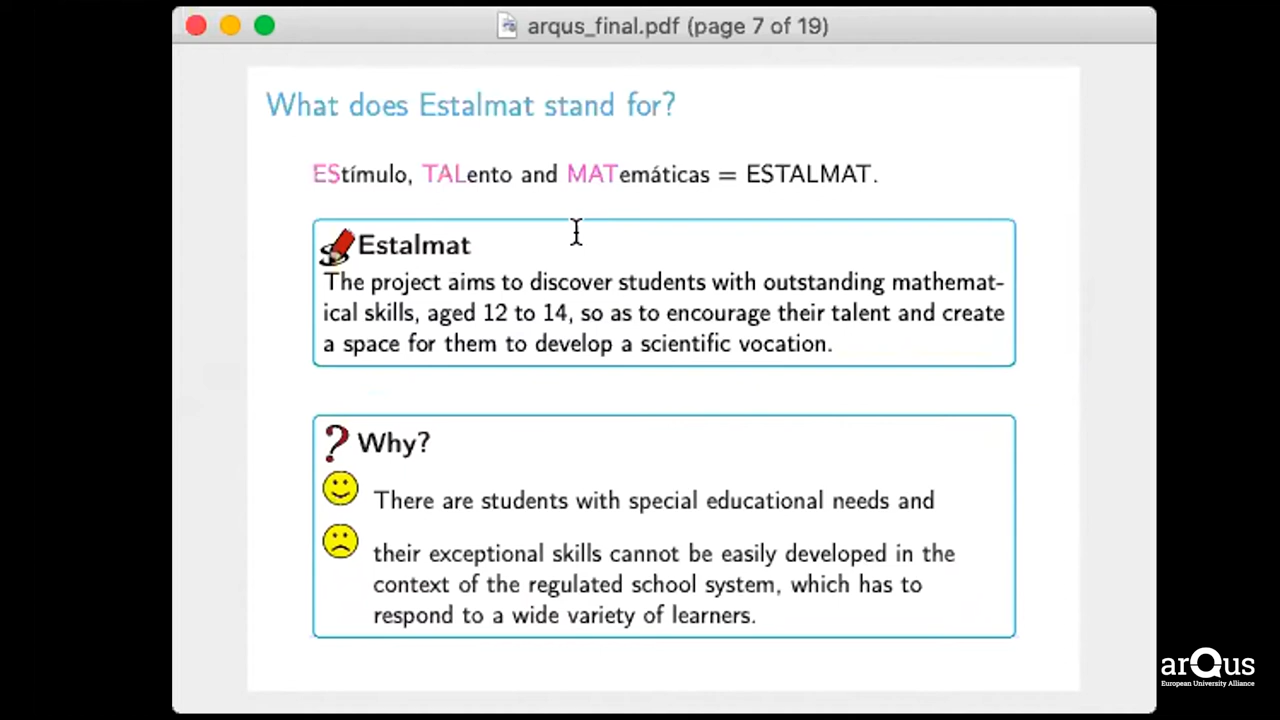 arqus_final.pdf (page 7 of 19)
What does Estalmat stand for?
EStímulo, TALento and MATemáticas = ESTALMAT.
Estalmat
The project aims to discover students with outstanding mathemat-
ical skills, aged 12 to 14, so as to encourage their talent and create
a space for them to develop a scientific vocation.
? Why?
There are students with special educational needs and
their exceptional skills cannot be easily developed in the
context of the regulated school system, which has to
respond to a wide variety of learners.
arQus
European University Alliance